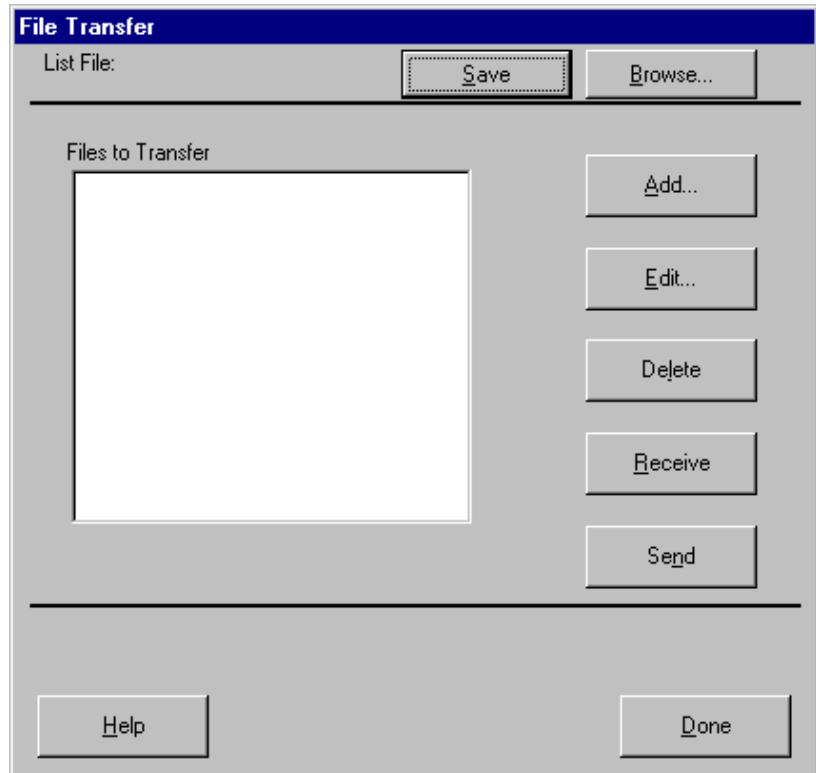 File Transfer
List File: Save Browse...
Files to Transfer
Add...
Edit...
Delete
Receive
Send
Help Done